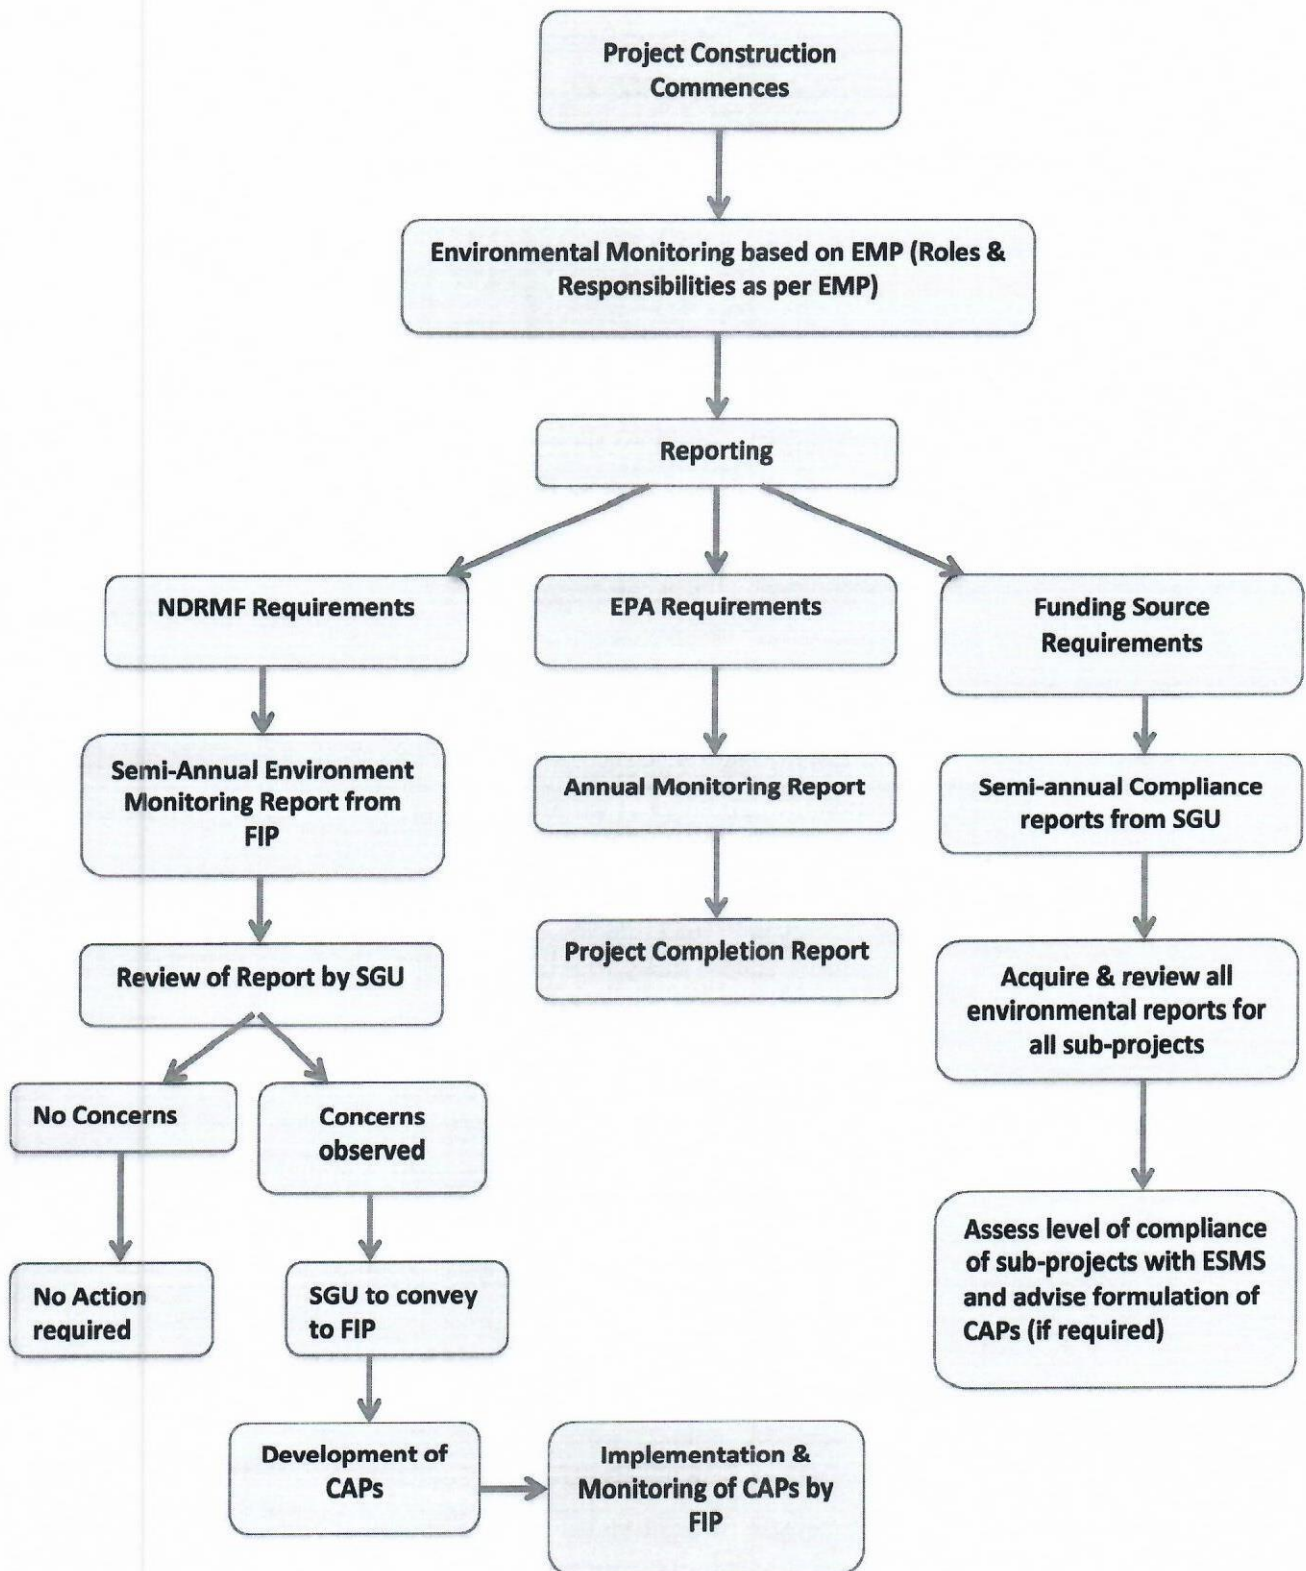 Project Construction
Commences
Environmental Monitoring based on EMP (Roles &
Responsibilities as per EMP)
Reporting
NDRMF Requirements
EPA Requirements
Funding Source
Requirements
Semi-Annual Environment
Monitoring Report from
FIP
Annual Monitoring Report
Semi-annual Compliance
reports from SGU
Review of Report by SGU
Project Completion Report
Acquire & review all
environmental reports for
all sub-projects
No Concerns
Concerns
observed
No Action
required
SGU to convey
to FIP
Assess level of compliance
of sub-projects with ESMS
and advise formulation of
CAPs (if required)
Development of
CAPs
Implementation &
Monitoring of CAPs by
FIP